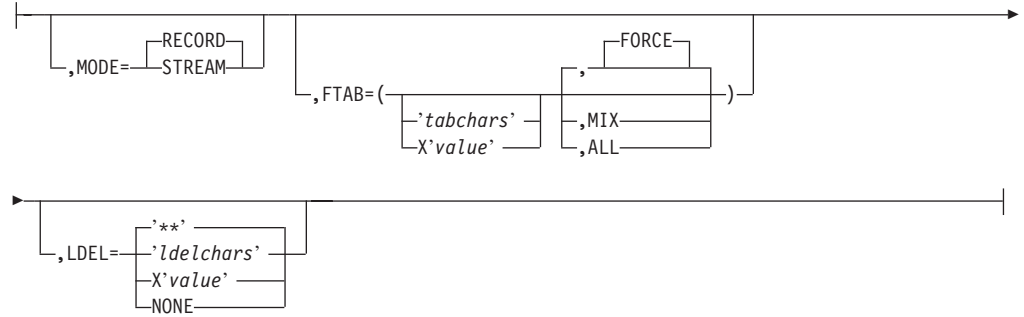 RECORD
,MODE= STREAM
FORCE
,
,FTAB=( )
'tabchars' ,MIX
X'value' ,ALL
'**'
,LDEL= 'ldelchars'
X'value'
NONE